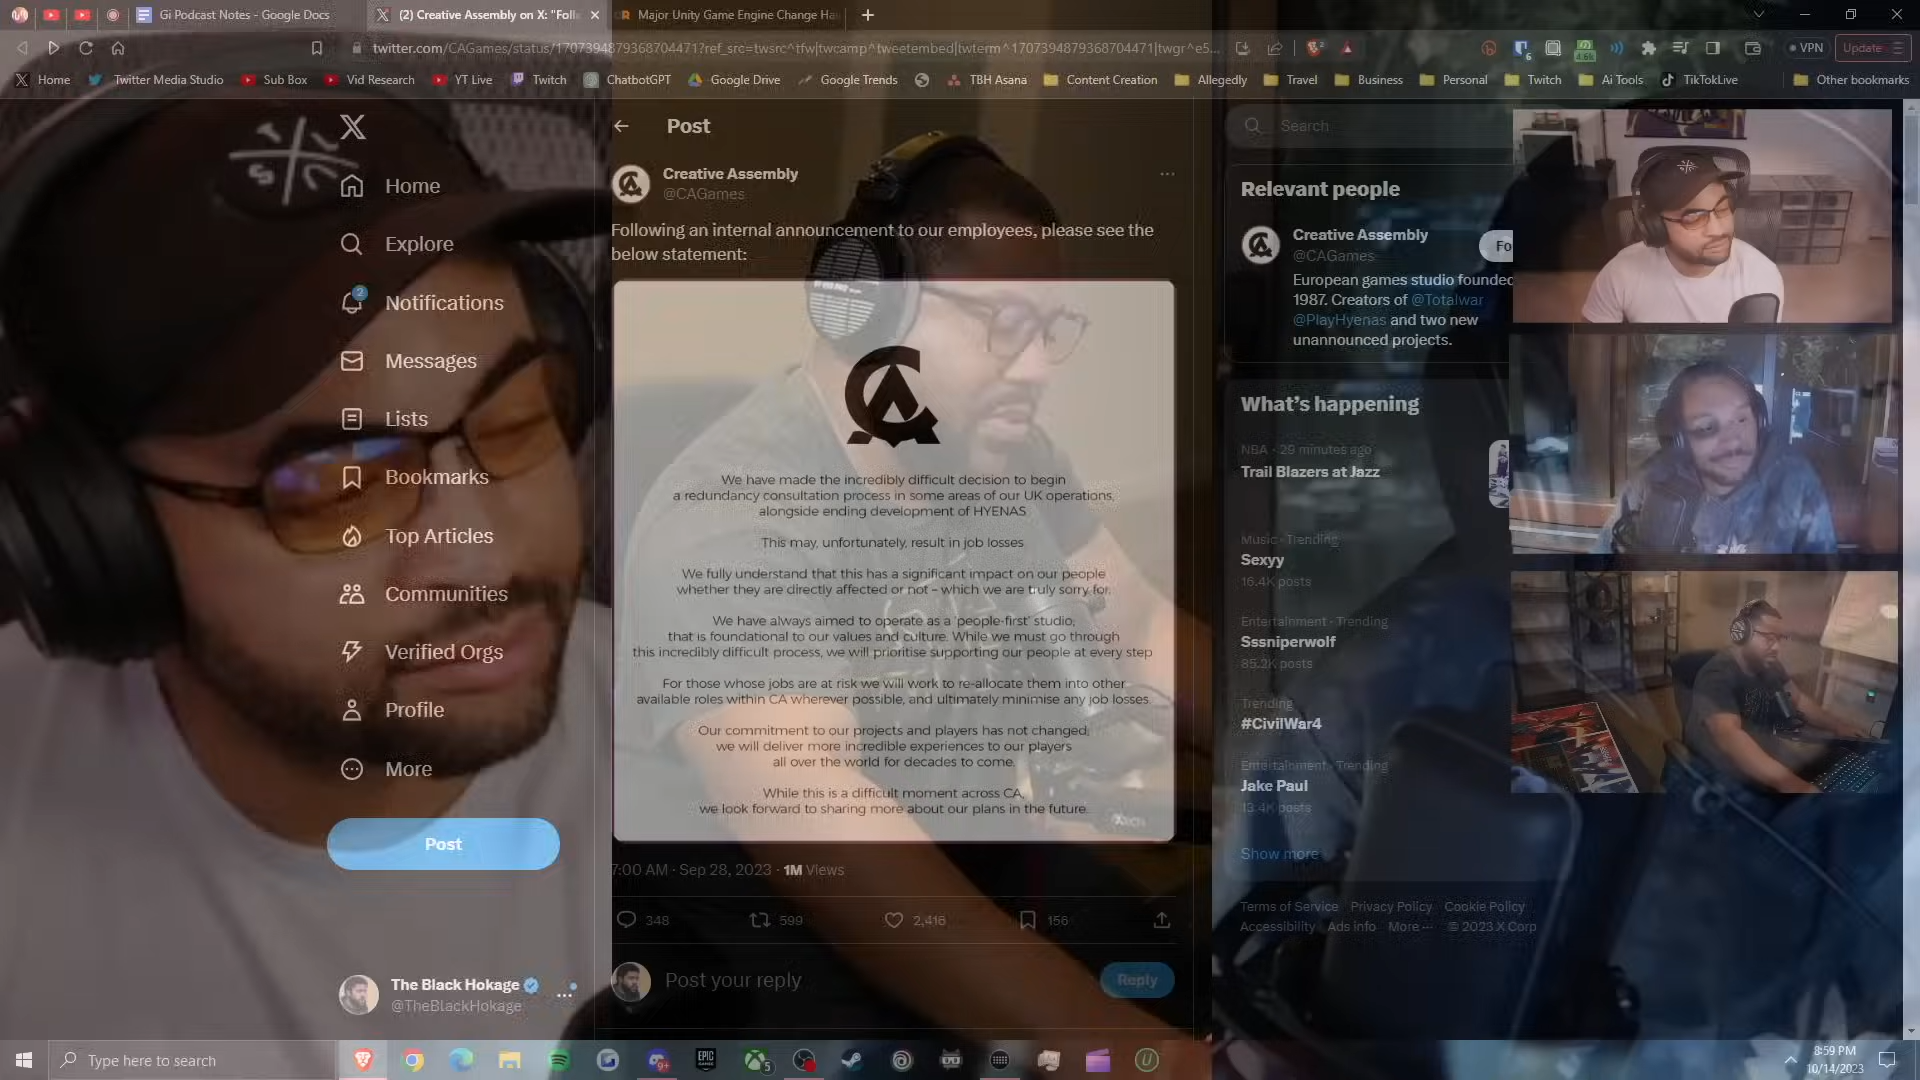 Gi Podcast Notes - Google Docs
(2) Creative Assembly on X: "Foll
Major Unity Game Engine Change Ha
twitter.com/CAGames/status/1707394879368704471?ref_src=twsrc^tfw|twcamp^tweetembed|twterm^1707394879368704471|twgr^e5...
VPN
Update
Home
Twitter Media Studio
Sub Box
Vid Research
YT Live
Twitch
ChabotGPT
Google Drive
Google Trends
TBH Asana
Content Creation
Allegedly
Travel
Business
Personal
Twitch
Ai Tools
TikTokLive
Other bookmarks
Home
Explore
2
Notifications
Messages
Lists
Bookmarks
Top Articles
Communities
Verified Orgs
Profile
More
Post
The Black Hokage
@TheBlackHokage
Post
Creative Assembly
@CAGames
Following an internal announcement to our employees, please see the
below statement:
We have made the incredibly difficult decision to begin
a redundancy consultation process in some areas of our UK operations,
alongside ending development of HYENAS
This may, unfortunately, result in job losses
We fully understand that this has a significant impact on our people
whether they are directly affected or not - which we are truly sorry for.
We have always aimed to operate as a 'people-first' studio;
that is foundational to our values and culture. While we must go through
this incredibly difficult process, we will prioritise supporting our people at every step
For those whose jobs are at risk we will work to re-allocate them into other
available roles within CA wherever possible, and ultimately minimise any job losses.
Our commitment to our projects and players has not changed;
we will deliver more incredible experiences to our players
all over the world for decades to come.
While this is a difficult moment across CA,
we look forward to sharing more about our plans in the future.
7:00 AM · Sep 28, 2023 · 1M Views
348
599
2,416
156
Post your reply
Reply
Search
Relevant people
Creative Assembly
@CAGames
Fo
European games studio founded
1987. Creators of @Totalwar
@PlayHyenas and two new
unannounced projects.
What's happening
NBA · 29 minutes ago
Trail Blazers at Jazz
Music · Trending
Sexyy
16.4K posts
Entertainment · Trending
Sssniperwolf
85.2K posts
Trending
#CivilWar4
Entertainment · Trending
Jake Paul
13.4K posts
Show more
Terms of Service Privacy Policy Cookie Policy
Accessibility Ads info More ··· © 2023 X Corp
Type here to search
8:59 PM
10/14/2023